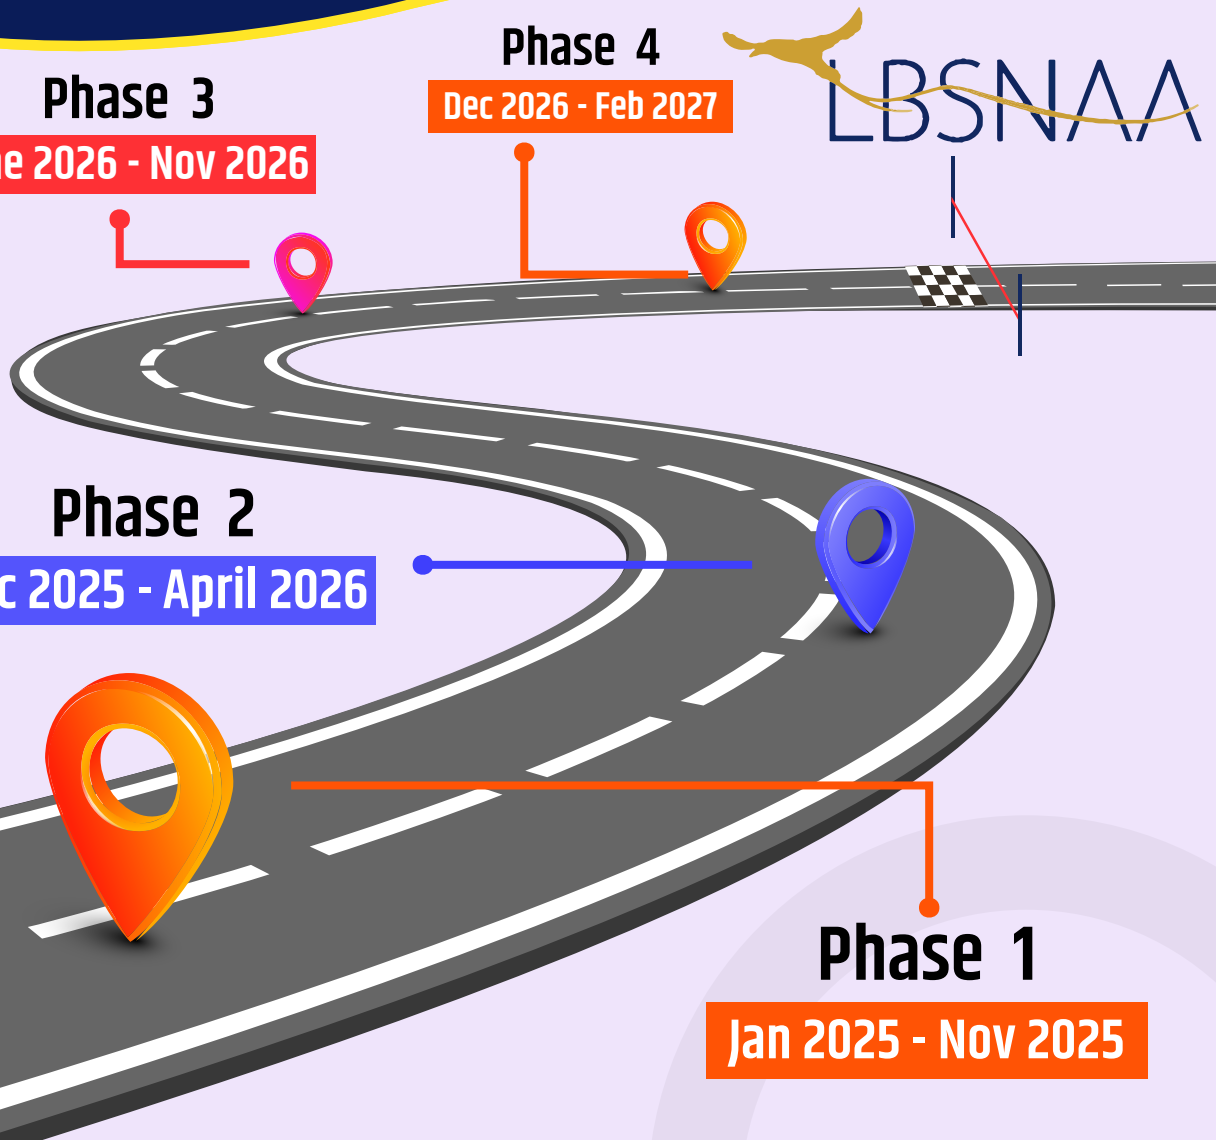 Phase 4
Dec 2026 - Feb 2027
LBSNAA
Phase 3
2026 - Nov 2026
Phase 2
2025 - April 2026
Phase 1
Jan 2025 - Nov 2025